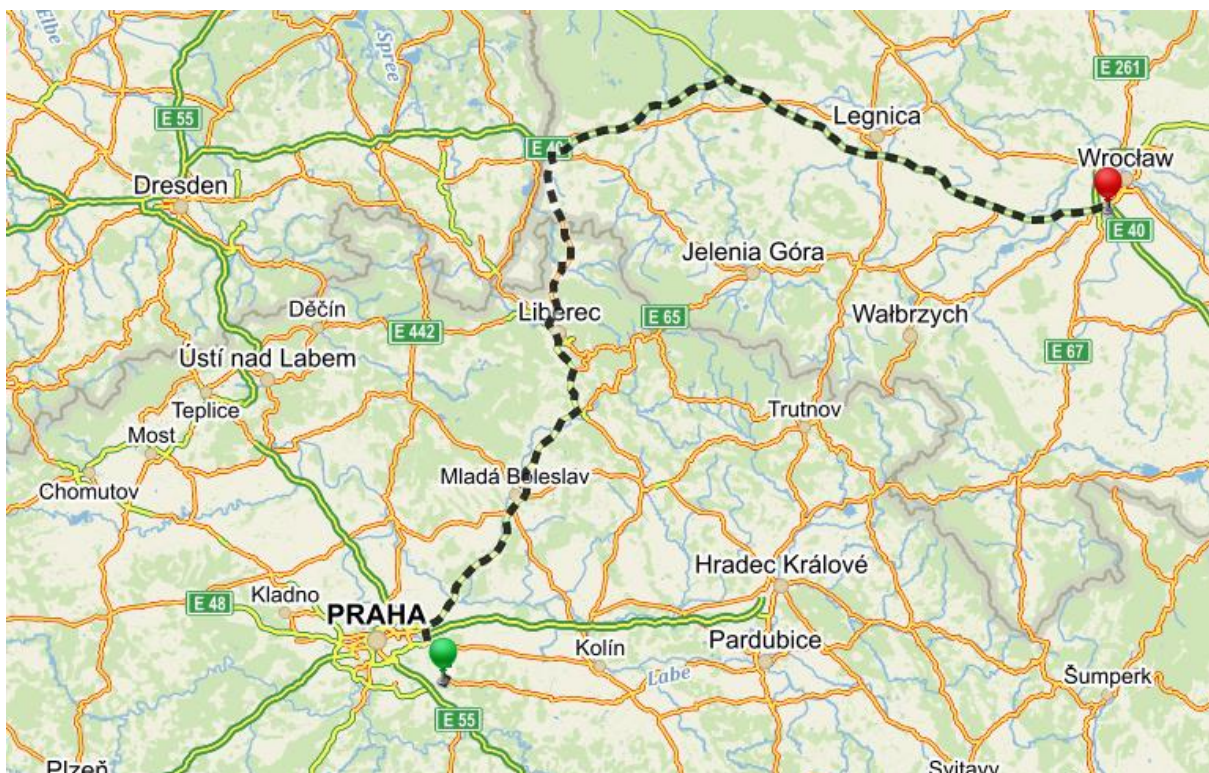 Elbe
Spree
E 261
E 55
Legnica
E 40
Wrocław
Dresden
E 40
Jelenia Góra
Děčín
Liberec
E 65
Wałbrzych
E 442
E 67
Ústí nad Labem
Teplice
Trutnov
Most
Mladá Boleslav
Chomutov
Hradec Králové
Kladno
E 48
PRAHA
Kolín
Pardubice
Labe
Šumperk
E 55
Plzeň
Svitavy